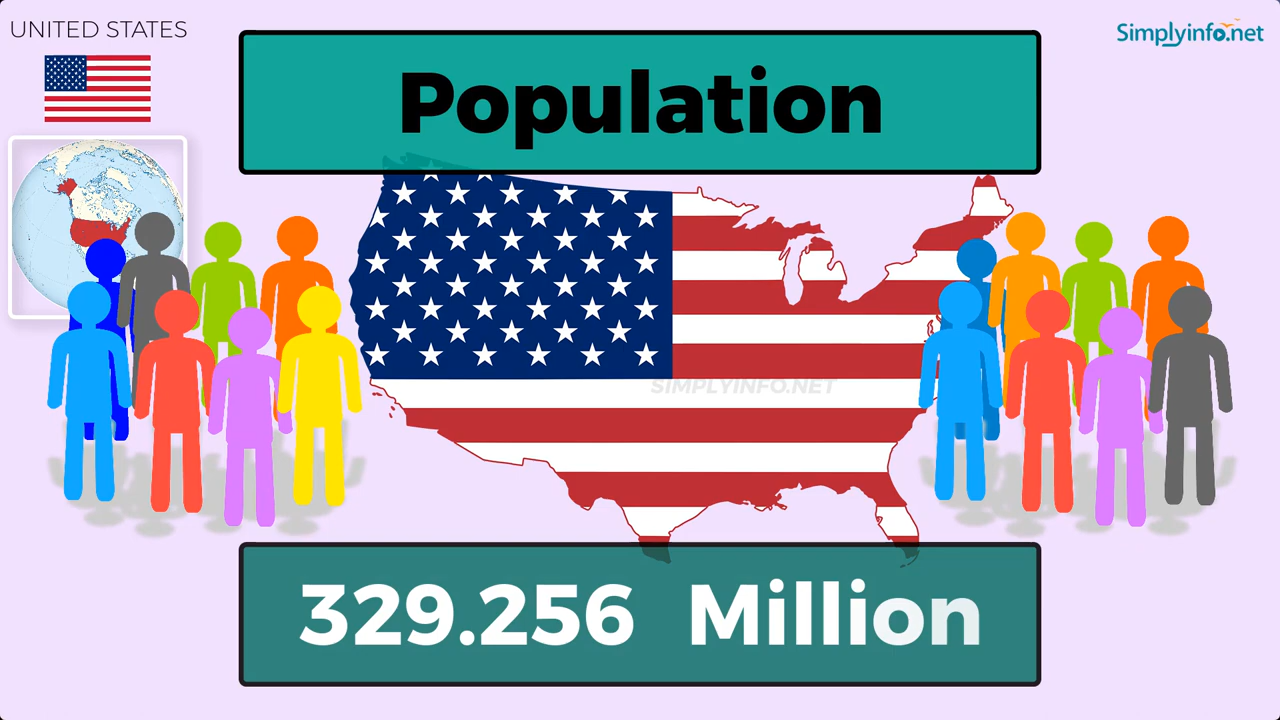 UNITED STATES
Simplyinfo.net
Population
SIMPLYINFO.NET
329.256 Million